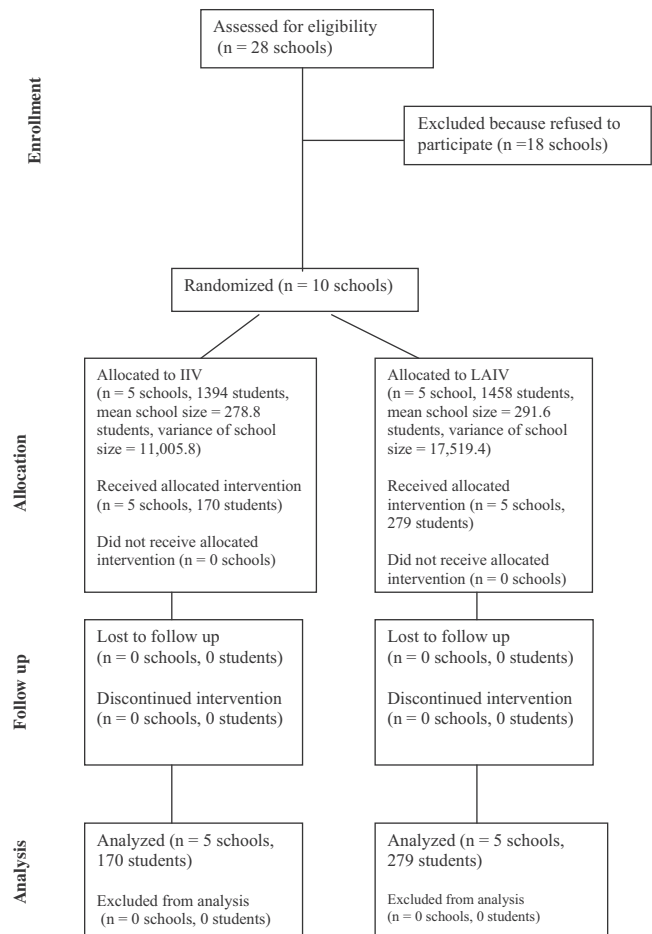 Assessed for eligibility
(n = 28 schools)
Enrollment
Excluded because refused to
participate (n =18 schools)
Randomized (n = 10 schools)
Allocation
Allocated to IIV
(n = 5 schools, 1394 students,
mean school size = 278.8
students, variance of school
size = 11,005.8)
Received allocated intervention
(n = 5 schools, 170 students)
Did not receive allocated
intervention (n = 0 schools)
Allocated to LAIV
(n = 5 school, 1458 students,
mean school size = 291.6
students, variance of school
size = 17,519.4)
Received allocated
intervention (n = 5 schools,
279 students)
Did not receive allocated
intervention (n = 0 schools)
Follow up
Lost to follow up
(n = 0 schools, 0 students)
Discontinued intervention
(n = 0 schools, 0 students)
Lost to follow up
(n = 0 schools, 0 students)
Discontinued intervention
(n = 0 schools, 0 students)
Analysis
Analyzed (n = 5 schools,
170 students)
Excluded from analysis
(n = 0 schools, 0 students)
Analyzed (n = 5 schools,
279 students)
Excluded from analysis
(n = 0 schools, 0 students)